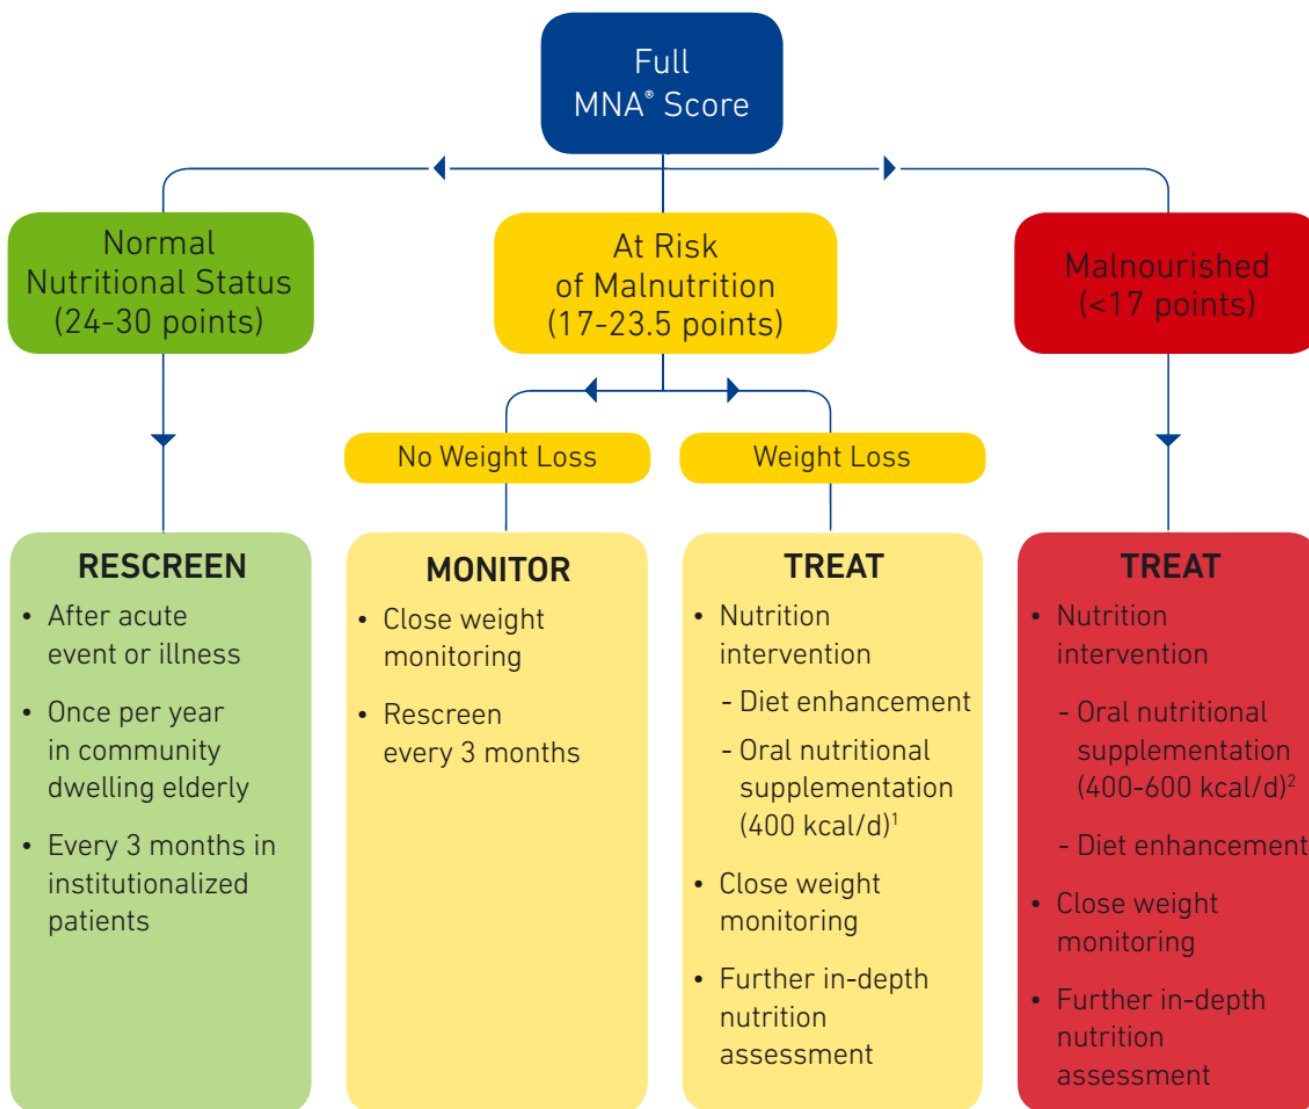 Full
MNA® Score
Normal
Nutritional Status
(24-30 points)
At Risk
of Malnutrition
(17-23.5 points)
Malnourished
(<17 points)
No Weight Loss
Weight Loss
RESCREEN
• After acute
event or illness
• Once per year
in community
dwelling elderly
• Every 3 months in
institutionalized
patients
MONITOR
• Close weight
monitoring
• Rescreen
every 3 months
TREAT
• Nutrition
intervention
- Diet enhancement
- Oral nutritional
supplementation
(400 kcal/d)¹
• Close weight
monitoring
• Further in-depth
nutrition
assessment
TREAT
• Nutrition
intervention
- Oral nutritional
supplementation
(400-600 kcal/d)²
- Diet enhancement
• Close weight
monitoring
• Further in-depth
nutrition
assessment